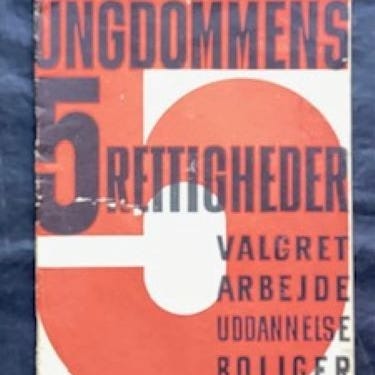 UNGDOMMENS
5 RETTIGHEDER
VALGRET
ARBEJDE
UDDANNELSE
BOLIGER